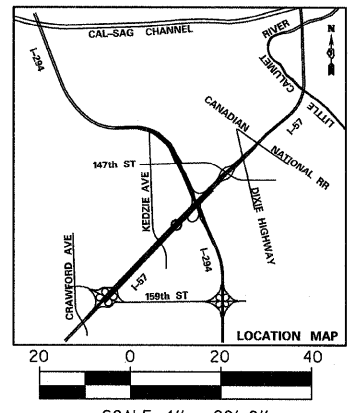 CAL-SAG CHANNEL
RIVER
N
I-294
CALUMET
LITTLE
CANADIAN
I-57
NATIONAL RR
147th ST
KEDZIE AVE
DIXIE HIGHWAY
CRAWFORD AVE
I-57
I-294
159th ST
LOCATION MAP
20 0 20 40